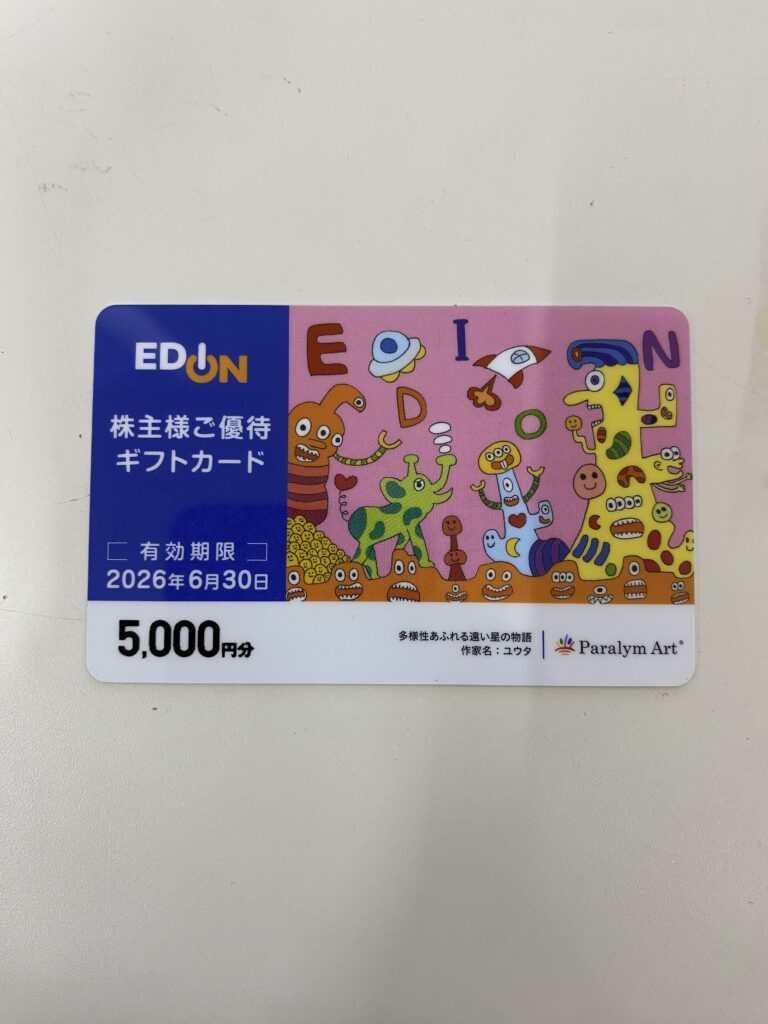 EDION
株主様ご優待
ギフトカード
有効期限
2026年6月30日
E D I O N
5,000円分
多様性あふれる遠い星の物語
作家名：ユウタ
Paralym Art®